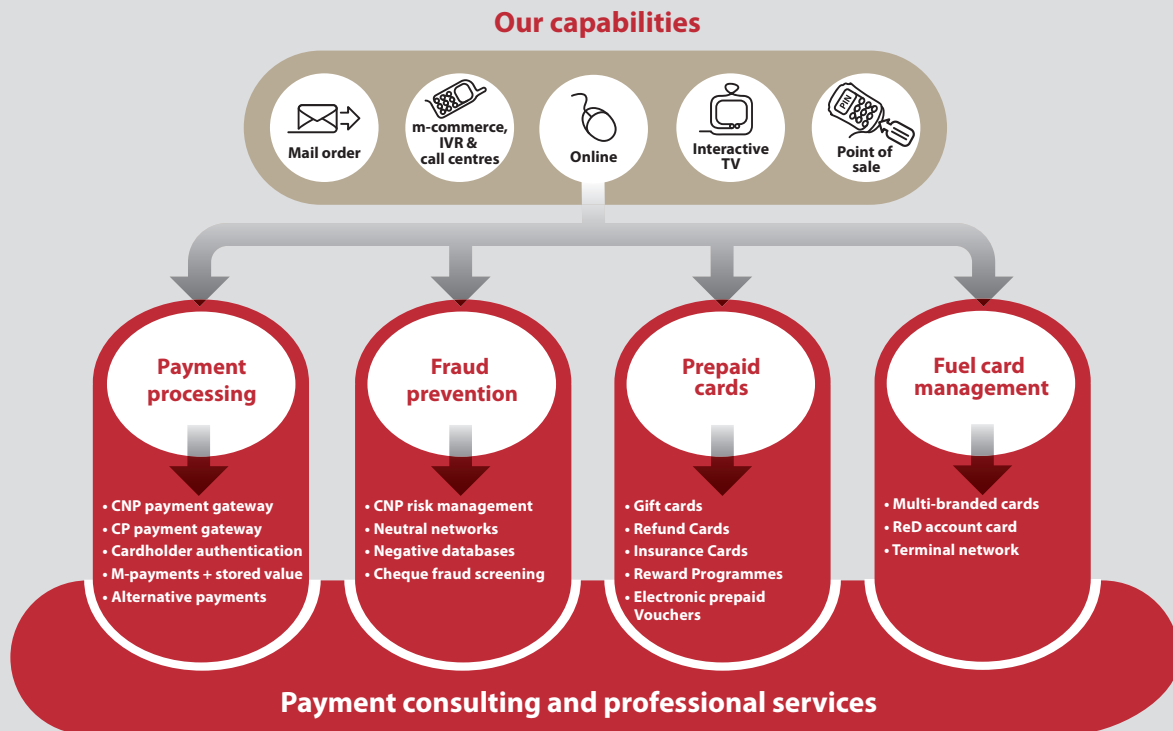 Our capabilities
Mail order
m-commerce,
IVR &
call centres
Online
Interactive
TV
PIN
Point of
sale
Payment
processing
• CNP payment gateway
• CP payment gateway
• Cardholder authentication
• M-payments + stored value
• Alternative payments
Fraud
prevention
• CNP risk management
• Neutral networks
• Negative databases
• Cheque fraud screening
Prepaid
cards
• Gift cards
• Refund Cards
• Insurance Cards
• Reward Programmes
• Electronic prepaid
Vouchers
Fuel card
management
• Multi-branded cards
• ReD account card
• Terminal network
Payment consulting and professional services